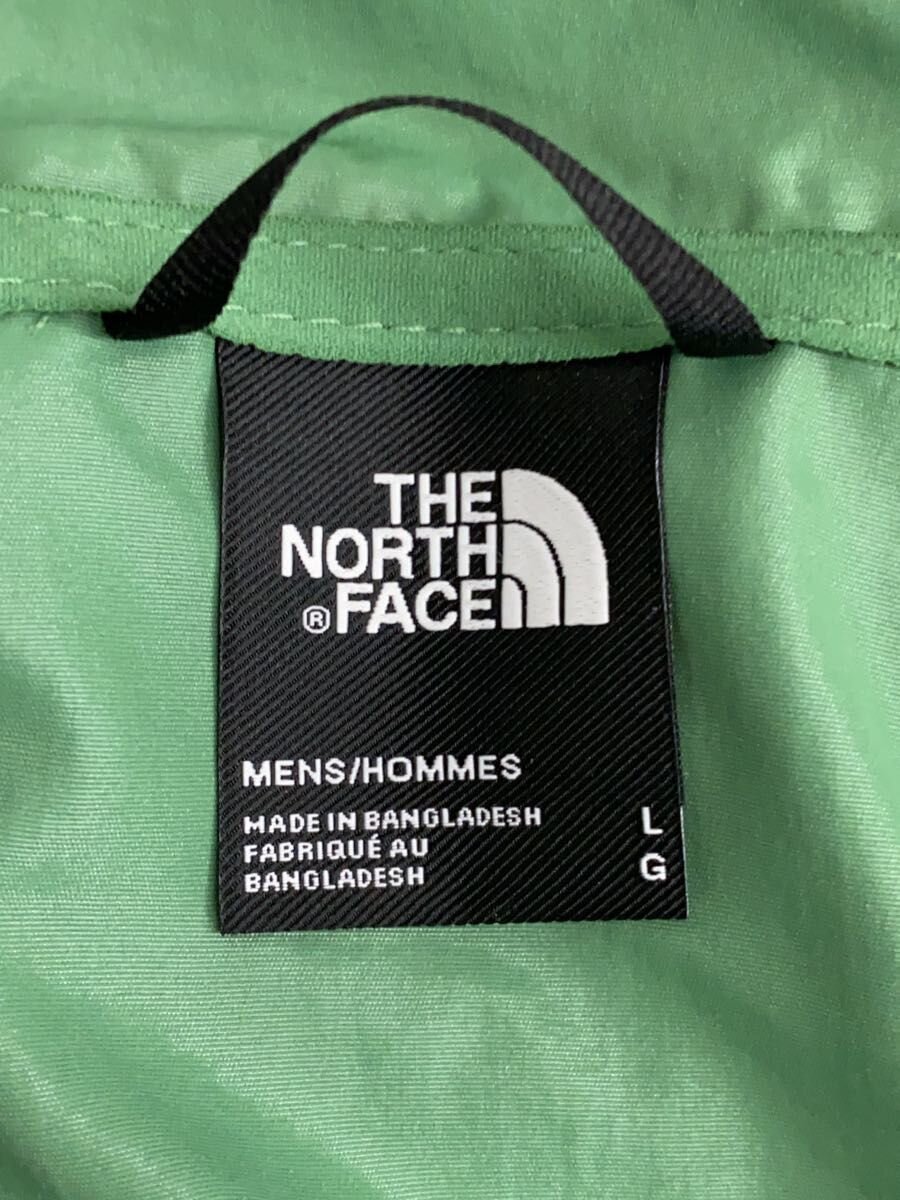 THE
NORTH
® FACE
MENS/HOMMES
MADE IN BANGLADESH L
FABRIQUÉ AU
BANGLADESH G